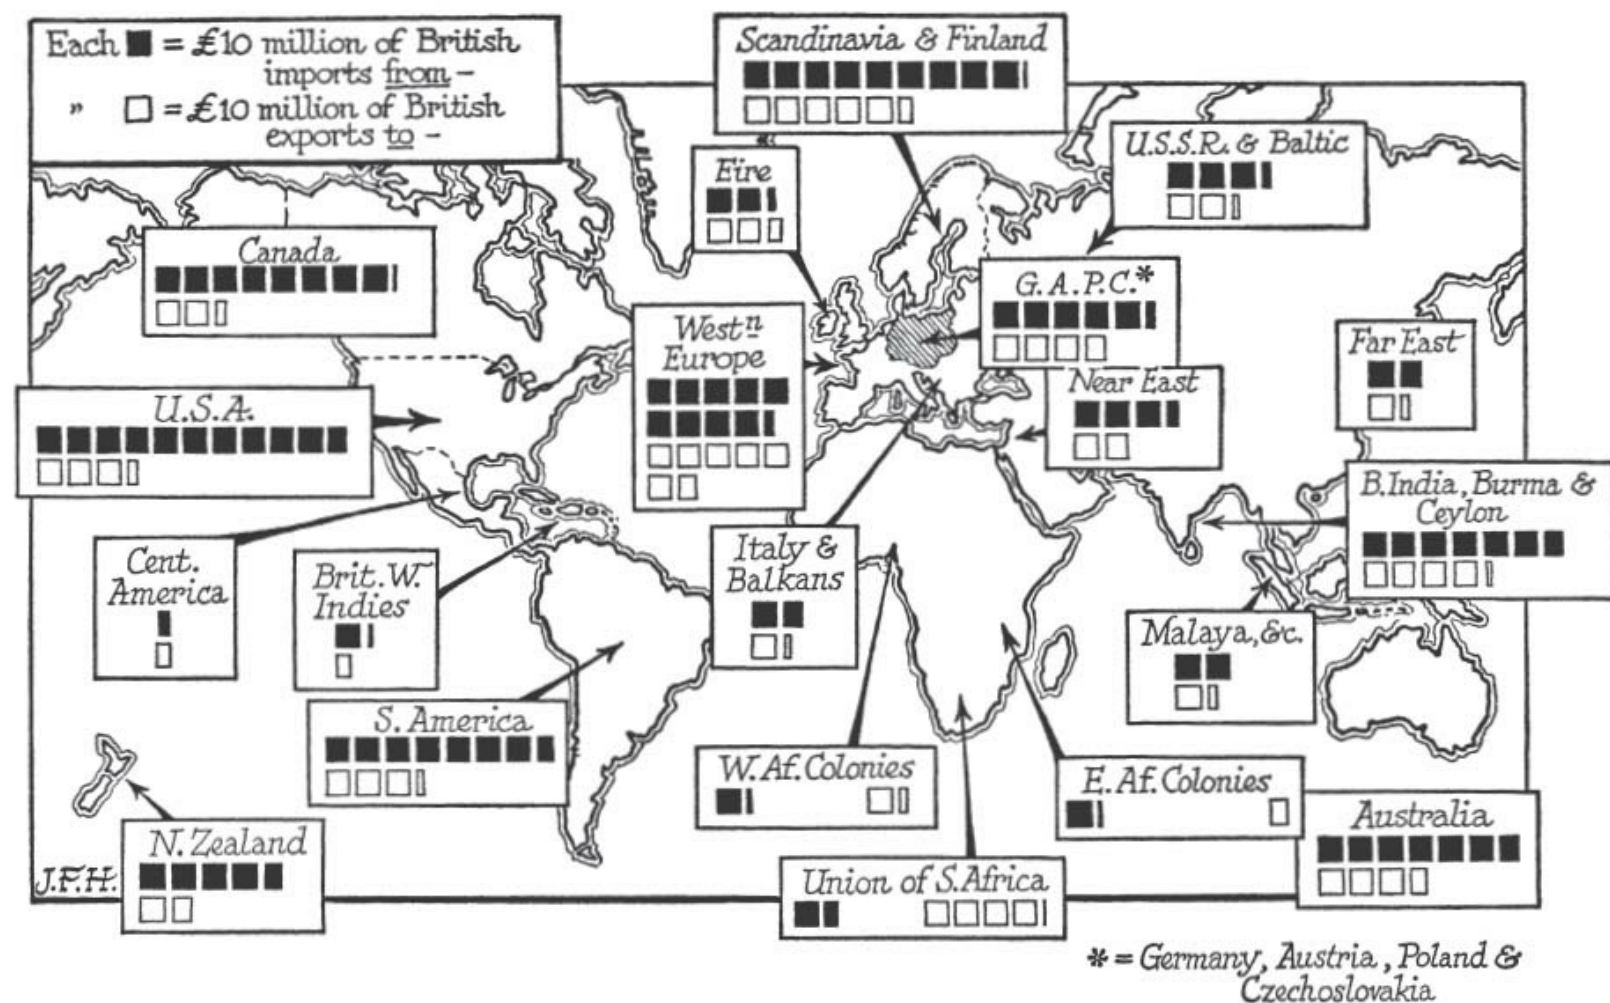 Each ■ = £10 million of British
imports from –
" □ = £10 million of British
exports to –
Scandinavia & Finland
Eire
U.S.S.R. & Baltic
Canada
G.A.P.C.*
Westn
Europe
Far East
Near East
U.S.A.
B.India, Burma &
Ceylon
Cent.
America
Brit. W.
Indies
Italy &
Balkans
Malaya, &c.
S. America
W. Af. Colonies
E. Af. Colonies
Australia
N. Zealand
J.F.H.
Union of S. Africa
* = Germany, Austria, Poland &
Czechoslovakia